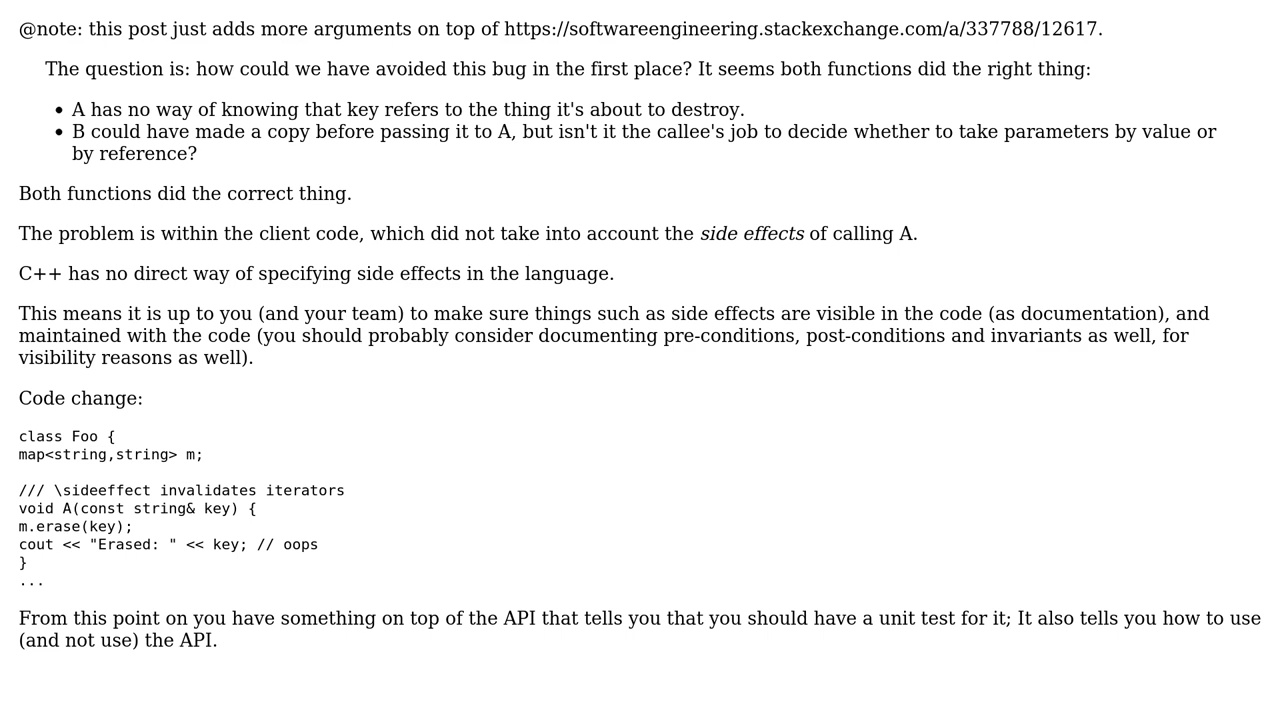 @note: this post just adds more arguments on top of https://softwareengineering.stackexchange.com/a/337788/12617.
The question is: how could we have avoided this bug in the first place? It seems both functions did the right thing:
• A has no way of knowing that key refers to the thing it's about to destroy.
• B could have made a copy before passing it to A, but isn't it the callee's job to decide whether to take parameters by value or
by reference?
Both functions did the correct thing.
The problem is within the client code, which did not take into account the side effects of calling A.
C++ has no direct way of specifying side effects in the language.
This means it is up to you (and your team) to make sure things such as side effects are visible in the code (as documentation), and
maintained with the code (you should probably consider documenting pre-conditions, post-conditions and invariants as well, for
visibility reasons as well).
Code change:
class Foo {
map<string,string> m;
/// \sideeffect invalidates iterators
void A(const string& key) {
m.erase(key);
cout << "Erased: " << key; // oops
}
...
From this point on you have something on top of the API that tells you that you should have a unit test for it; It also tells you how to use
(and not use) the API.